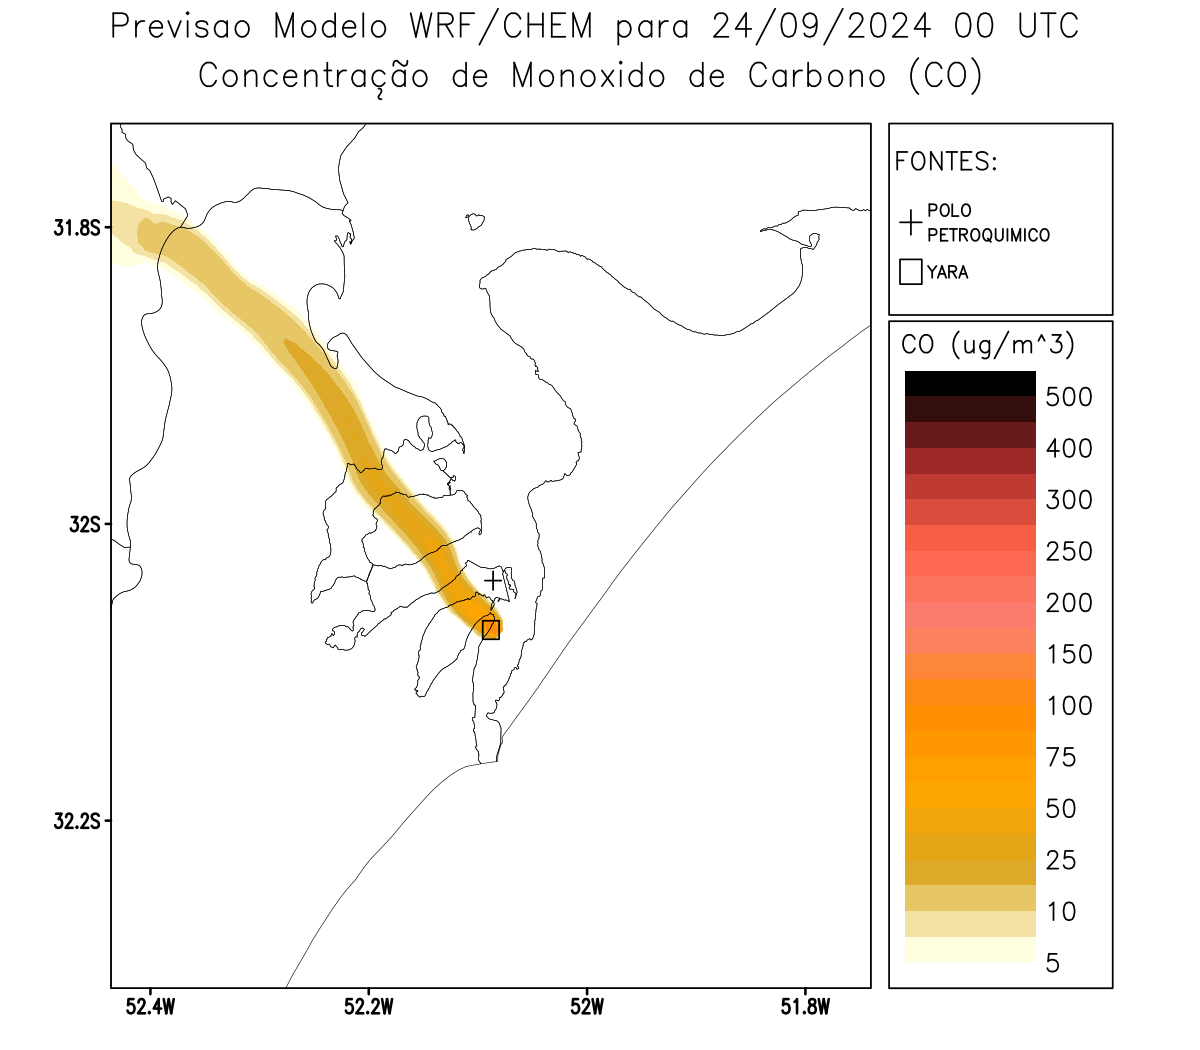 Previsao Modelo WRF/CHEM para 24/09/2024 00 UTC
Concentração de Monoxido de Carbono (CO)
FONTES:
POLO
PETROQUIMICO
YARA
31.8S
32S
32.2S
52.4W
52.2W
52W
51.8W
CO (ug/m^3)
500
400
300
250
200
150
100
75
50
25
10
5